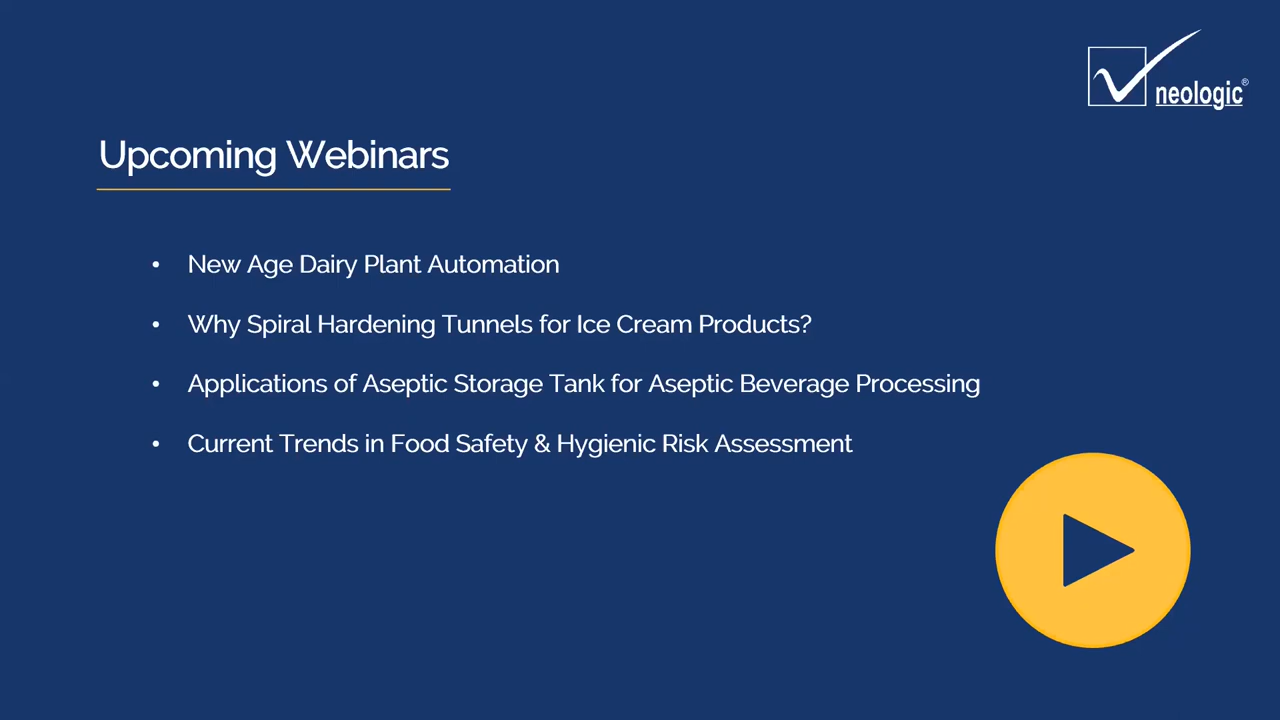 neologic®
Upcoming Webinars
• New Age Dairy Plant Automation
• Why Spiral Hardening Tunnels for Ice Cream Products?
• Applications of Aseptic Storage Tank for Aseptic Beverage Processing
• Current Trends in Food Safety & Hygienic Risk Assessment